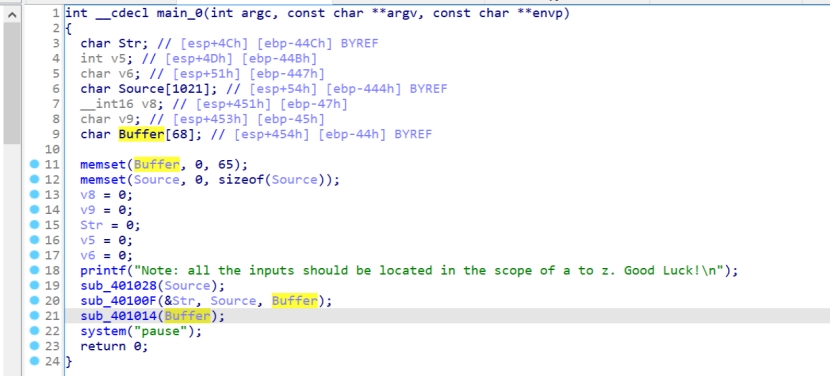 1 int __cdecl main_0(int argc, const char **argv, const char **envp)
2 {
3 char Str; // [esp+4Ch] [ebp-44Ch] BYREF
4 int v5; // [esp+4Dh] [ebp-44Bh]
5 char v6; // [esp+51h] [ebp-447h]
6 char Source[1021]; // [esp+54h] [ebp-444h] BYREF
7 __int16 v8; // [esp+451h] [ebp-47h]
8 char v9; // [esp+453h] [ebp-45h]
9 char Buffer[68]; // [esp+454h] [ebp-44h] BYREF
10
11 memset(Buffer, 0, 65);
12 memset(Source, 0, sizeof(Source));
13 v8 = 0;
14 v9 = 0;
15 Str = 0;
16 v5 = 0;
17 v6 = 0;
18 printf("Note: all the inputs should be located in the scope of a to z. Good Luck!\n");
19 sub_401028(Source);
20 sub_40100F(&Str, Source, Buffer);
21 sub_401014(Buffer);
22 system("pause");
23 return 0;
24 }